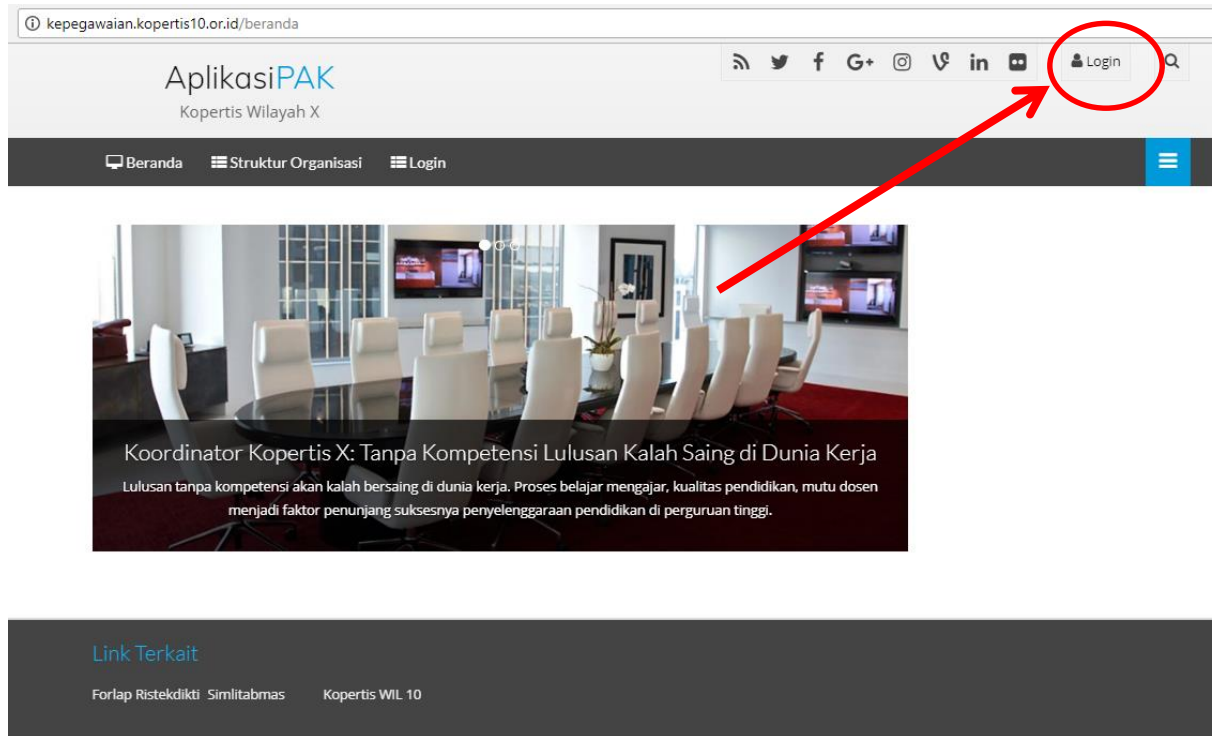 kepegawaian.kopertis10.or.id/beranda
AplikasiPAK
Kopertis Wilayah X
Login
Beranda Struktur Organisasi Login
Koordinator Kopertis X: Tanpa Kompetensi Lulusan Kalah Saing di Dunia Kerja
Lulusan tanpa kompetensi akan kalah bersaing di dunia kerja. Proses belajar mengajar, kualitas pendidikan, mutu dosen
menjadi faktor penunjang suksesnya penyelenggaraan pendidikan di perguruan tinggi.
Link Terkait
Forlap Ristekdikti Simlitabmas Kopertis WIL 10